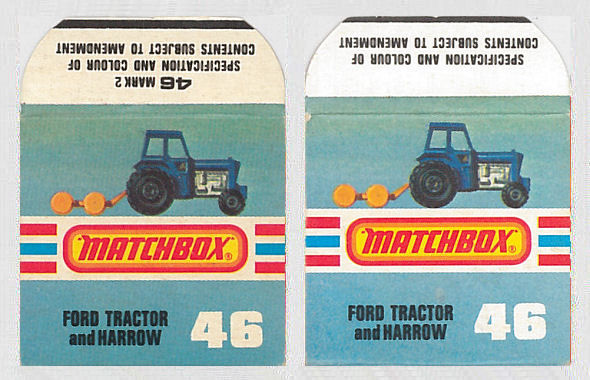 46 MARK 2
SPECIFICATION AND COLOUR OF
CONTENTS SUBJECT TO AMENDMENT
MATCHBOX®
FORD TRACTOR
and HARROW
46
SPECIFICATION AND COLOUR OF
CONTENTS SUBJECT TO AMENDMENT
MATCHBOX®
FORD TRACTOR
and HARROW
46